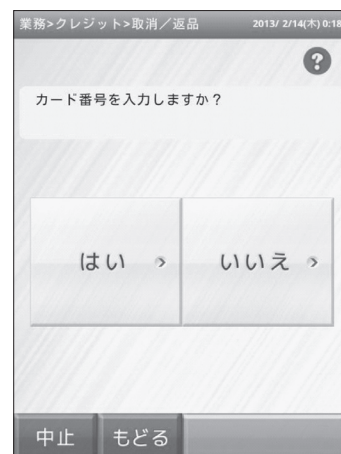 業務>クレジット>取消／返品 2013/ 2/14(木) 0:18
?
カード番号を入力しますか？
はい > いいえ >
中止 もどる